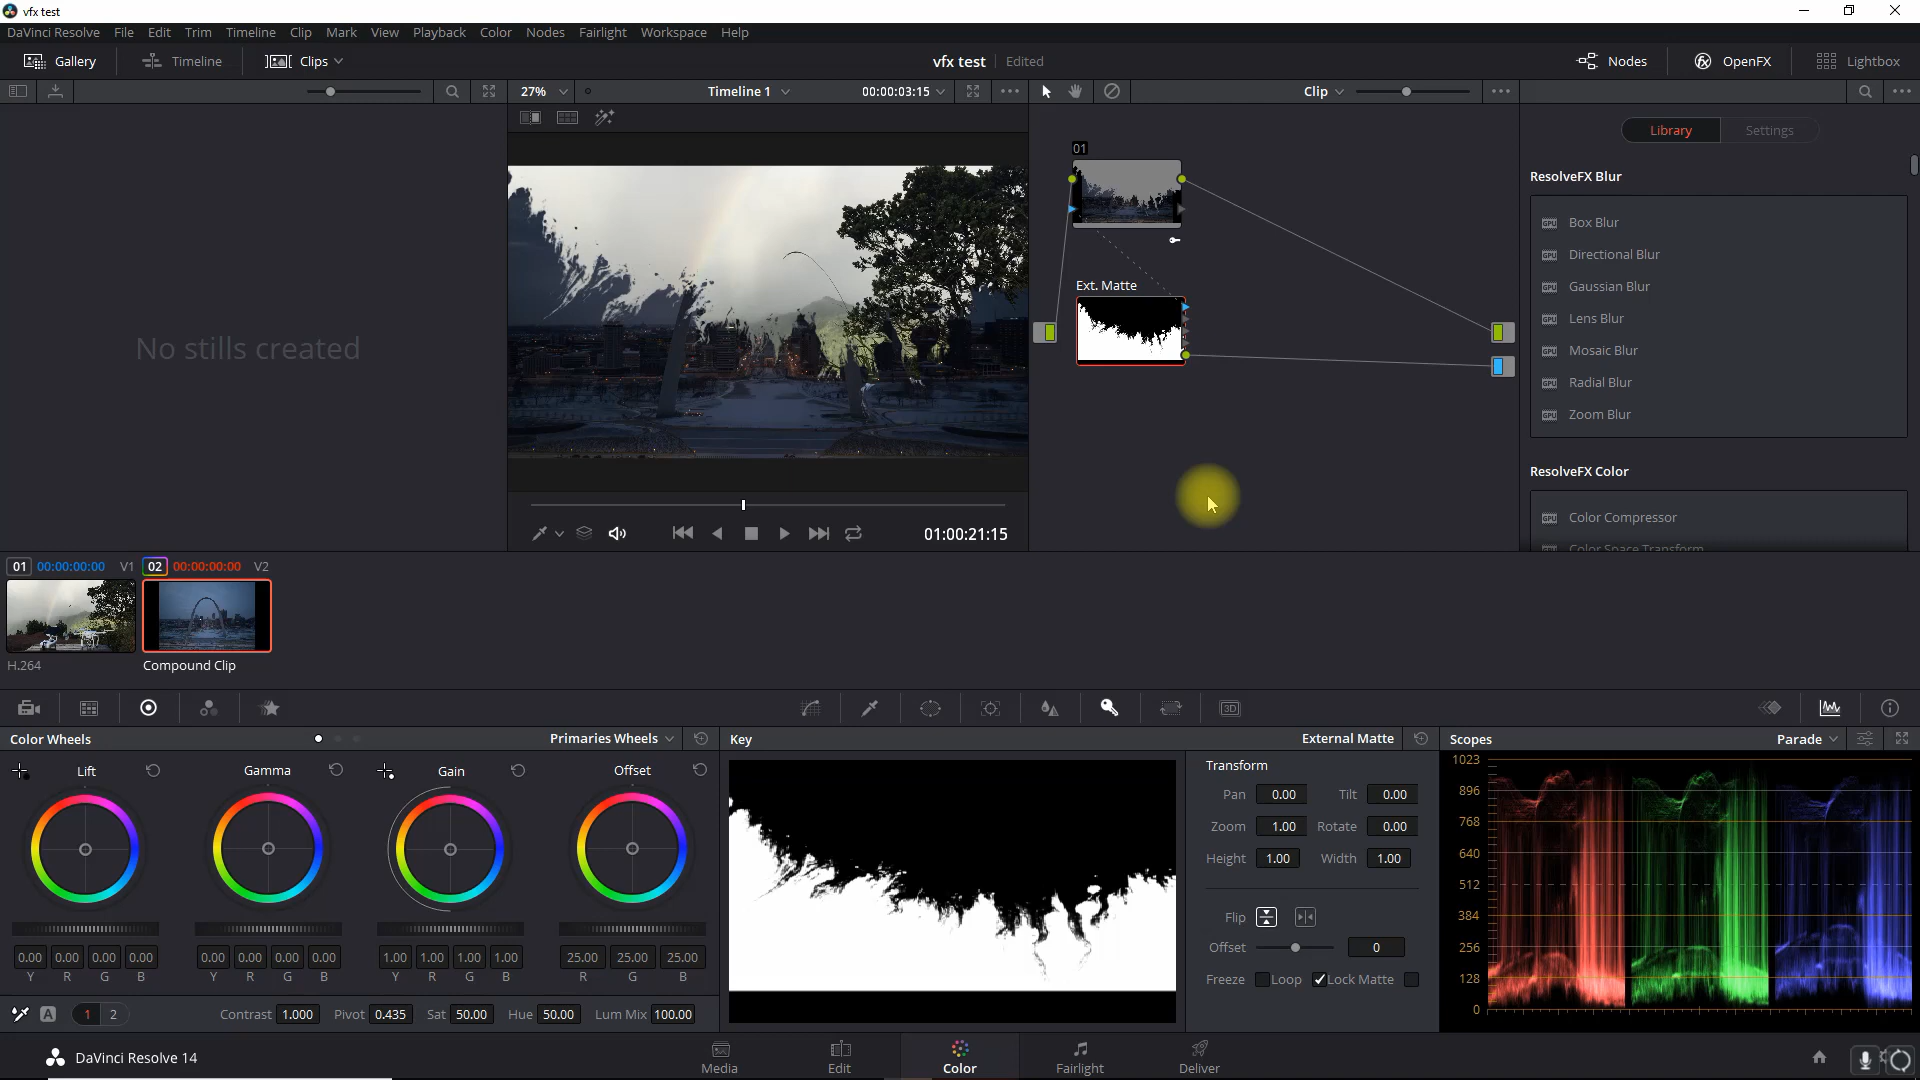 vfx test
DaVinci Resolve File Edit Trim Timeline Clip Mark View Playback Color Nodes Fairlight Workspace Help
Gallery Timeline Clips vfx test Edited Nodes OpenFX Lightbox
27% Timeline 1 00:00:03:15 Clip
Library Settings
01
ResolveFX Blur
Box Blur
Directional Blur
Ext. Matte
Gaussian Blur
Lens Blur
No stills created
Mosaic Blur
Radial Blur
Zoom Blur
ResolveFX Color
Color Compressor
01:00:21:15
Color Space Transform
01 00:00:00:00 V1 02 00:00:00:00 V2
H.264 Compound Clip
3D
Color Wheels Primaries Wheels Key External Matte Scopes Parade
Lift Gamma Gain Offset
Transform
Pan 0.00 Tilt 0.00
Zoom 1.00 Rotate 0.00
Height 1.00 Width 1.00
Flip
Offset 0
Freeze Loop Lock Matte
1023
896
768
640
512
384
256
128
0
0.00 0.00 0.00 0.00 0.00 0.00 0.00 0.00 1.00 1.00 1.00 1.00 25.00 25.00 25.00
Y R G B Y R G B Y R G B R G B
A 1 2 Contrast 1.000 Pivot 0.435 Sat 50.00 Hue 50.00 Lum Mix 100.00
DaVinci Resolve 14
Media Edit Color Fairlight Deliver